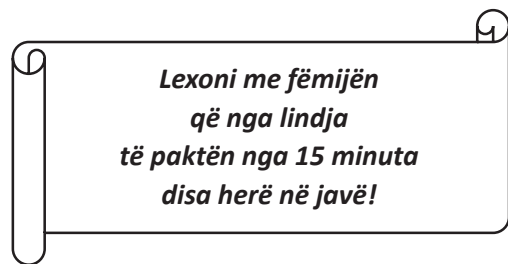 Lexoni me fëmijën
që nga lindja
të paktën nga 15 minuta
disa herë në javë!